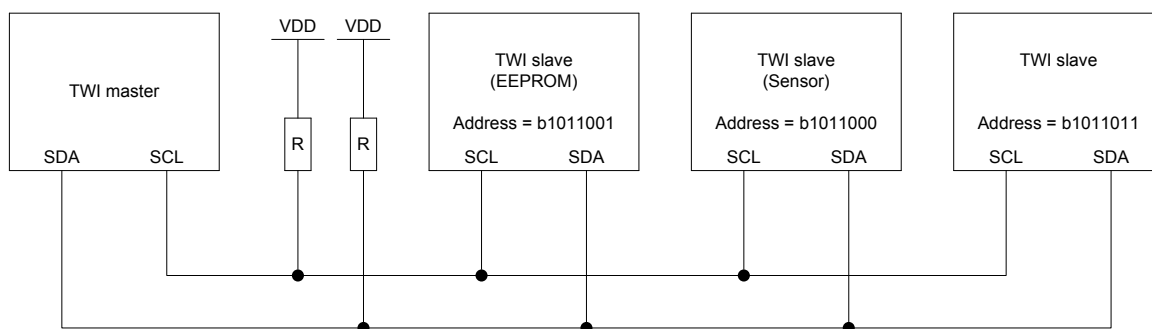 TWI master
SDA SCL
VDD VDD
R R
TWI slave
(EEPROM)
Address = b1011001
SCL SDA
TWI slave
(Sensor)
Address = b1011000
SCL SDA
TWI slave
Address = b1011011
SCL SDA